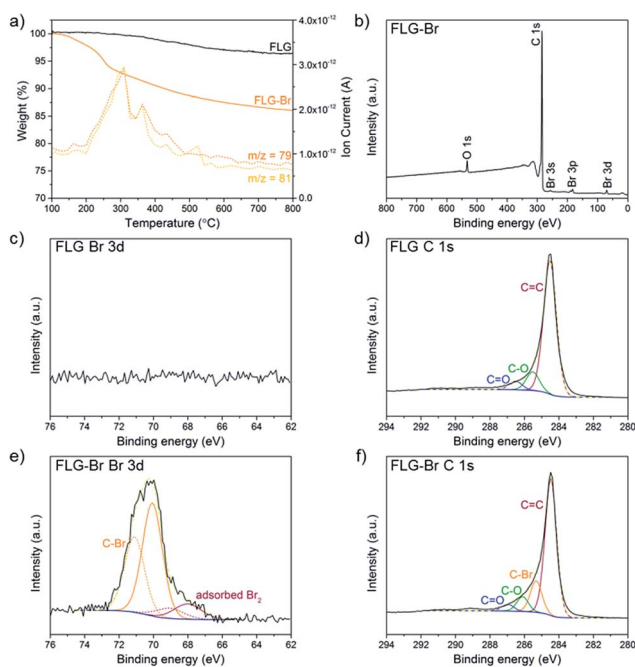 a)
100
95
90
85
80
75
70
Weight (%)
FLG
FLG-Br
m/z = 79
m/z = 81
4.0x10⁻¹²
3.0x10⁻¹²
2.0x10⁻¹²
1.0x10⁻¹²
0.0
Ion Current (A)
100 200 300 400 500 600 700 800
Temperature (°C)
b)
FLG-Br
C 1s
O 1s
Br 3s
Br 3p
Br 3d
Intensity (a.u.)
800 700 600 500 400 300 200 100 0
Binding energy (eV)
c)
FLG Br 3d
Intensity (a.u.)
76 74 72 70 68 66 64 62
Binding energy (eV)
d)
FLG C 1s
C=C
C-O
C=O
Intensity (a.u.)
294 292 290 288 286 284 282 280
Binding energy (eV)
e)
FLG-Br Br 3d
C-Br
adsorbed Br₂
Intensity (a.u.)
76 74 72 70 68 66 64 62
Binding energy (eV)
f)
FLG-Br C 1s
C=C
C-Br
C-O
C=O
Intensity (a.u.)
294 292 290 288 286 284 282 280
Binding energy (eV)